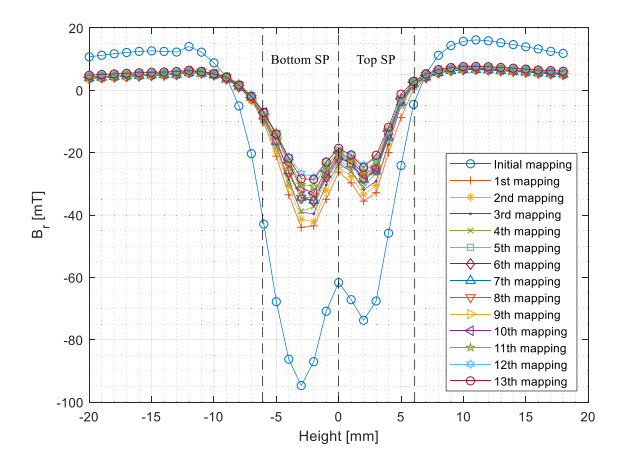 20
0
-20
-40
-60
-80
-100
-20
-15
-10
-5
0
5
10
15
20
B_r [mT]
Height [mm]
Bottom SP
Top SP
Initial mapping
1st mapping
2nd mapping
3rd mapping
4th mapping
5th mapping
6th mapping
7th mapping
8th mapping
9th mapping
10th mapping
11th mapping
12th mapping
13th mapping